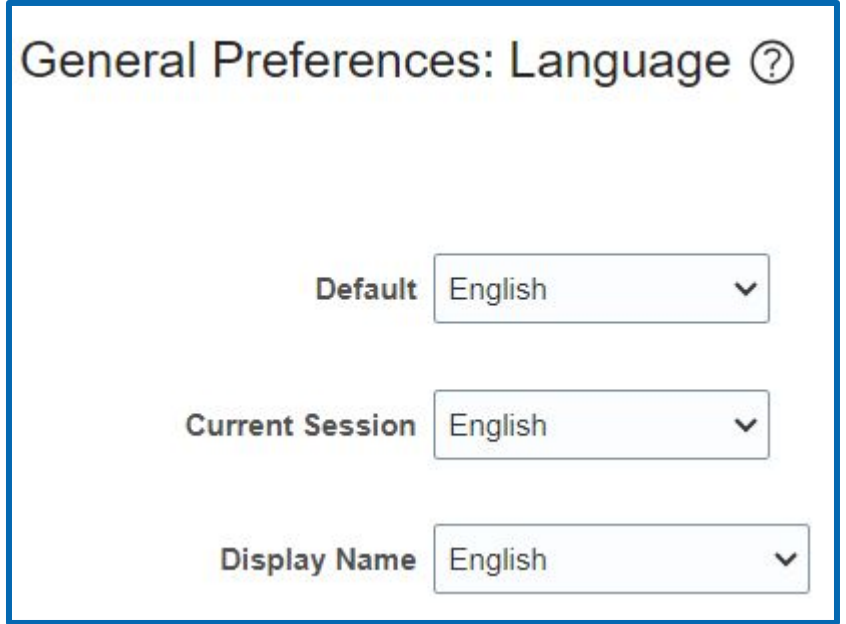 General Preferences: Language ?
Default English
Current Session English
Display Name English